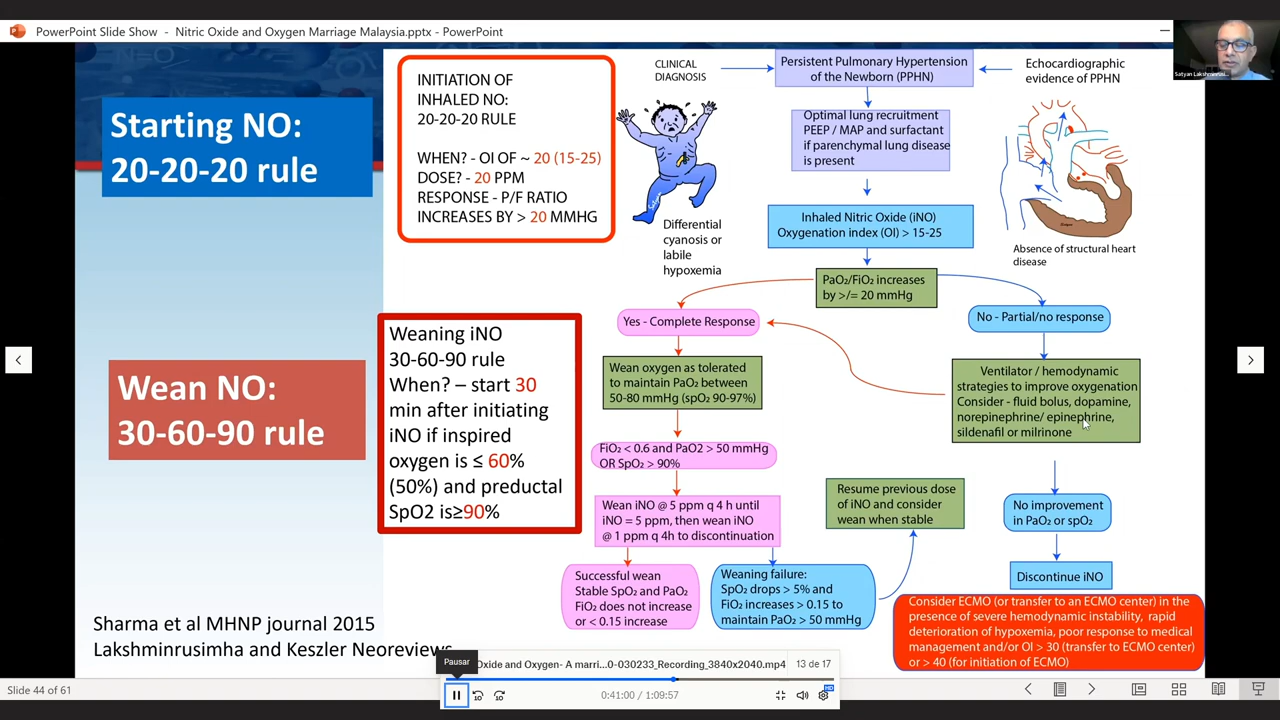 PowerPoint Slide Show - Nitric Oxide and Oxygen Marriage Malaysia.pptx - PowerPoint
Starting NO:
20-20-20 rule
INITIATION OF
INHALED NO:
20-20-20 RULE
WHEN? - OI OF ~ 20 (15-25)
DOSE? - 20 PPM
RESPONSE - P/F RATIO
INCREASES BY > 20 MMHG
CLINICAL
DIAGNOSIS
Persistent Pulmonary Hypertension
of the Newborn (PPHN)
Echocardiographic
evidence of PPHN
Optimal lung recruitment
PEEP / MAP and surfactant
if parenchymal lung disease
is present
Differential
cyanosis or
labile
hypoxemia
Inhaled Nitric Oxide (iNO)
Oxygenation index (OI) > 15-25
Absence of structural heart
disease
PaO₂/FiO₂ increases
by >/= 20 mmHg
Yes - Complete Response
No - Partial/no response
Wean NO:
30-60-90 rule
Weaning iNO
30-60-90 rule
When? – start 30
min after initiating
iNO if inspired
oxygen is ≤ 60%
(50%) and preductal
SpO2 is≥90%
Wean oxygen as tolerated
to maintain PaO₂ between
50-80 mmHg (spO₂ 90-97%)
Ventilator / hemodynamic
strategies to improve oxygenation
Consider - fluid bolus, dopamine,
norepinephrine/ epinephrine,
sildenafil or milrinone
FiO₂ < 0.6 and PaO2 > 50 mmHg
OR SpO₂ > 90%
Wean iNO @ 5 ppm q 4 h until
iNO = 5 ppm, then wean iNO
@ 1 ppm q 4h to discontinuation
Resume previous dose
of iNO and consider
wean when stable
No improvement
in PaO₂ or spO₂
Successful wean
Stable SpO₂ and PaO₂
FiO₂ does not increase
or < 0.15 increase
Weaning failure:
SpO₂ drops > 5% and
FiO₂ increases > 0.15 to
maintain PaO₂ > 50 mmHg
Discontinue iNO
Consider ECMO (or transfer to an ECMO center) in the
presence of severe hemodynamic instability, rapid
deterioration of hypoxemia, poor response to medical
management and/or OI > 30 (transfer to ECMO center)
or > 40 (for initiation of ECMO)
Sharma et al MHNP journal 2015
Lakshminrusimha and Keszler Neoreviews
Pausar
Oxide and Oxygen- A marri...0-030233_Recording_3840x2040.mp4
13 de 17
0:41:00 / 1:09:57
10
10
HD
Slide 44 of 61